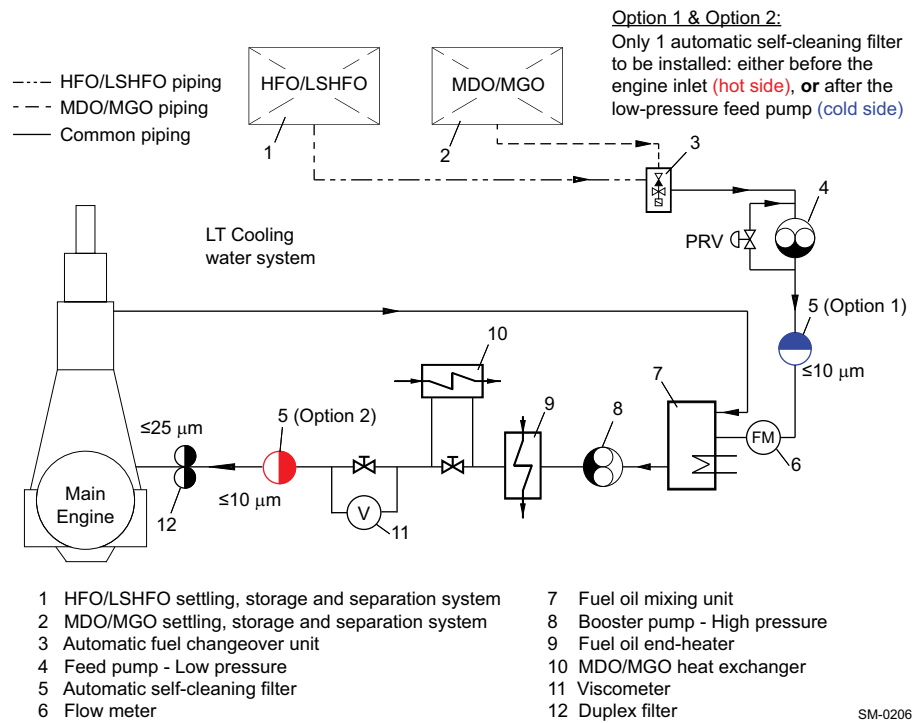 Option 1 & Option 2:
Only 1 automatic self-cleaning filter
to be installed: either before the
engine inlet (hot side), or after the
low-pressure feed pump (cold side)
HFO/LSHFO piping
MDO/MGO piping
Common piping
HFO/LSHFO
MDO/MGO
1
2
3
4
PRV
LT Cooling
water system
5 (Option 1)
≤10 μm
10
7
9
8
FM
6
≤25 μm
5 (Option 2)
≤10 μm
V
11
12
Main
Engine
1 HFO/LSHFO settling, storage and separation system
2 MDO/MGO settling, storage and separation system
3 Automatic fuel changeover unit
4 Feed pump - Low pressure
5 Automatic self-cleaning filter
6 Flow meter
7 Fuel oil mixing unit
8 Booster pump - High pressure
9 Fuel oil end-heater
10 MDO/MGO heat exchanger
11 Viscometer
12 Duplex filter
SM-0206